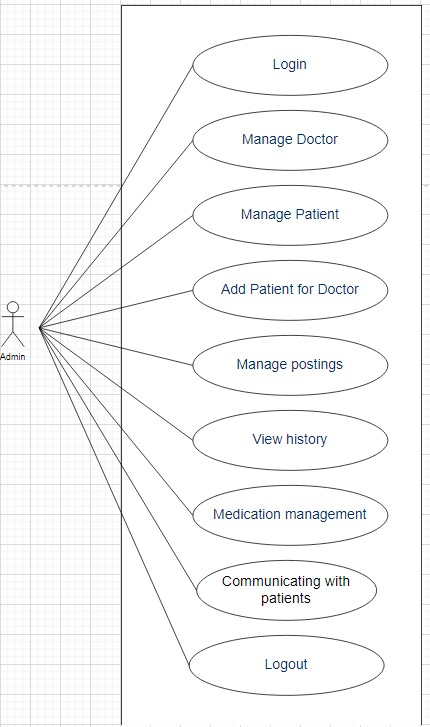 Login
Manage Doctor
Manage Patient
Add Patient for Doctor
Admin
Manage postings
View history
Medication management
Communicating with
patients
Logout